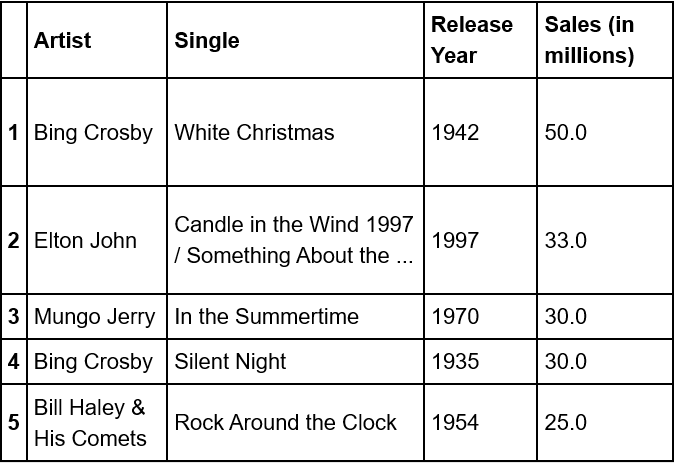 Artist Single Release Year Sales (in millions)
1 Bing Crosby White Christmas 1942 50.0
2 Elton John Candle in the Wind 1997 / Something About the ... 1997 33.0
3 Mungo Jerry In the Summertime 1970 30.0
4 Bing Crosby Silent Night 1935 30.0
5 Bill Haley & His Comets Rock Around the Clock 1954 25.0